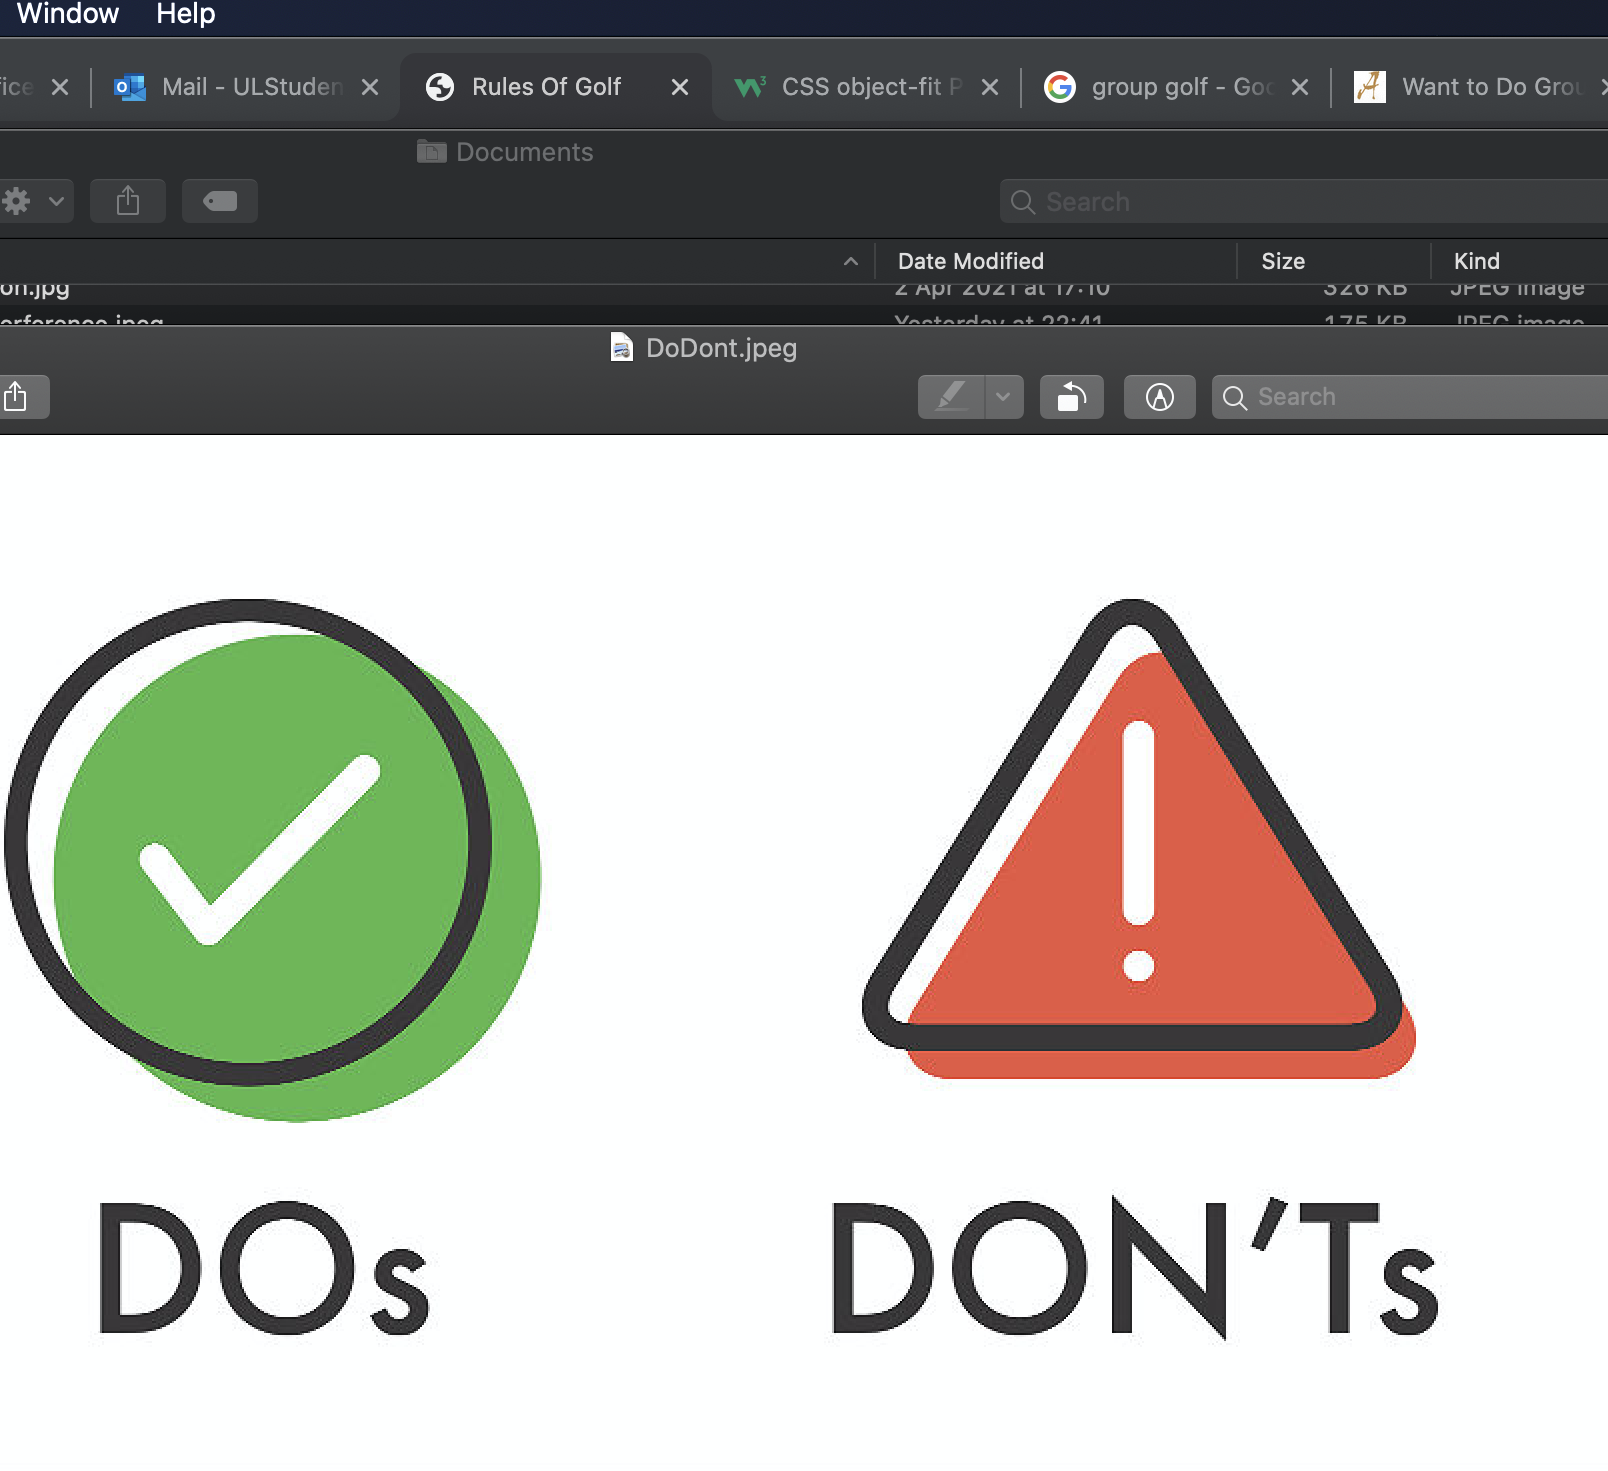 Window Help
Mail - ULStuden Rules Of Golf CSS object-fit P group golf - Goo Want to Do Grou
Documents
Search
Date Modified Size Kind
on.jpg 2 Apr 2021 at 17:10 326 KB JPEG image
erference.jpeg Yesterday at 22:41 175 KB JPEG image
DoDont.jpeg
Search
DOs DON'Ts